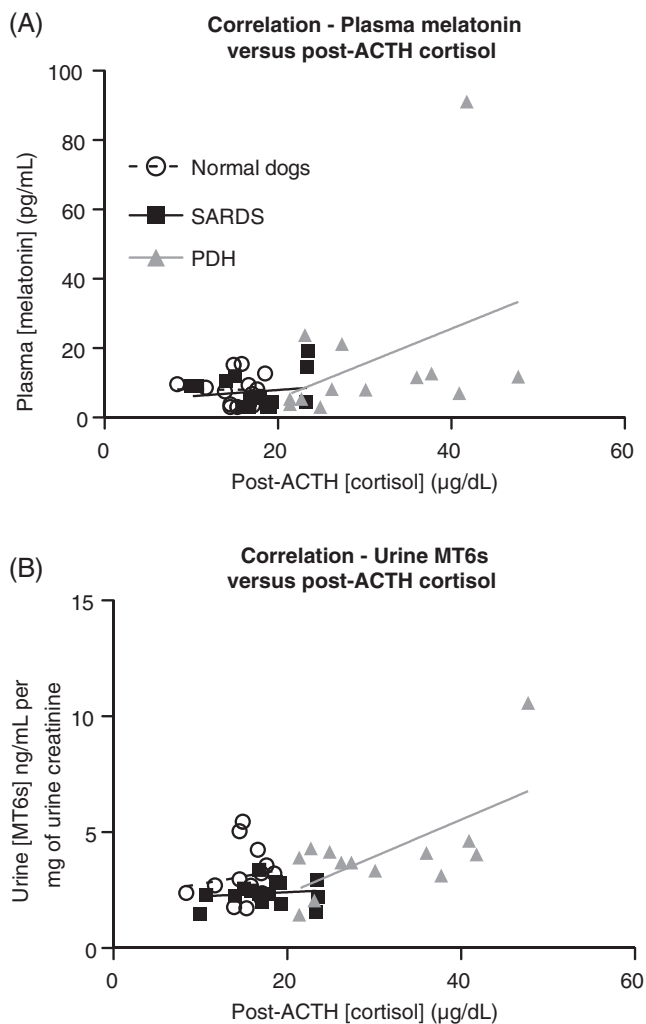 (A)
Correlation - Plasma melatonin
versus post-ACTH cortisol
100
80
60
40
20
0
Plasma [melatonin] (pg/mL)
Normal dogs
SARDS
PDH
0
20
40
60
Post-ACTH [cortisol] (µg/dL)
(B)
Correlation - Urine MT6s
versus post-ACTH cortisol
15
10
5
0
Urine [MT6s] ng/mL per
mg of urine creatinine
0
20
40
60
Post-ACTH [cortisol] (µg/dL)